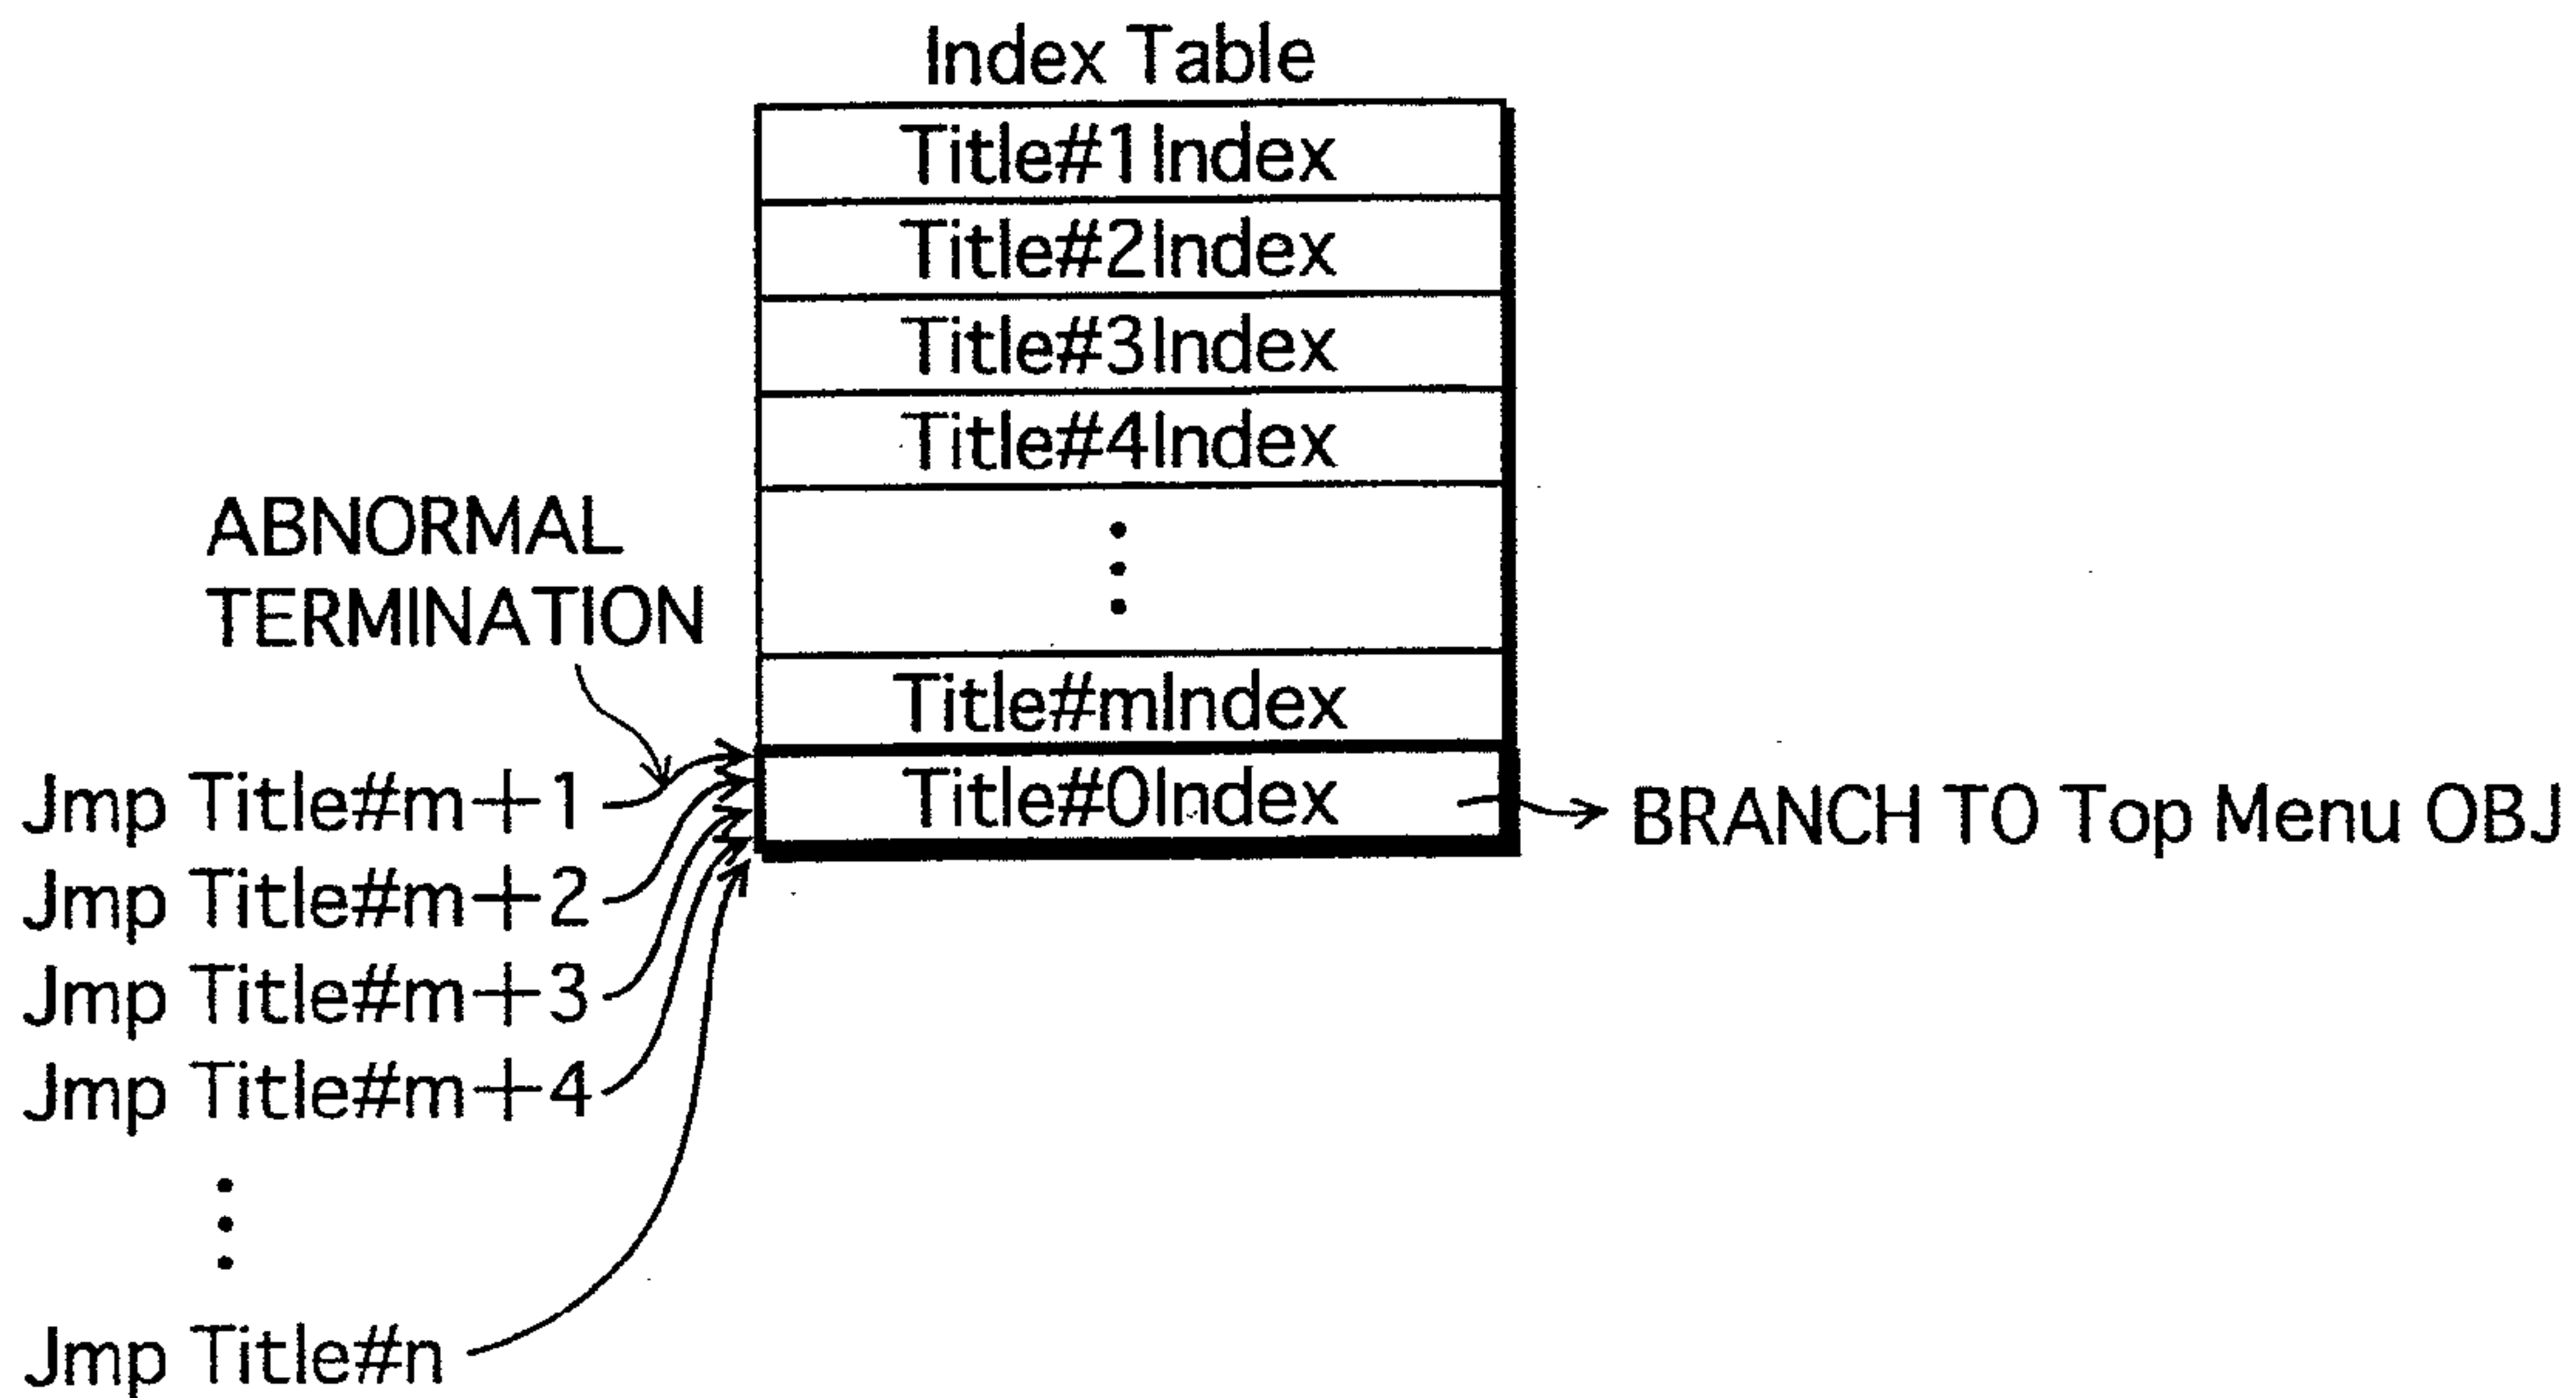 Index Table
Title#1Index
Title#2Index
Title#3Index
Title#4Index
ABNORMAL
TERMINATION
Title#mIndex
Jmp Title#m+1
Title#0Index
BRANCH TO Top Menu OBJ
Jmp Title#m+2
Jmp Title#m+3
Jmp Title#m+4
Jmp Title#n